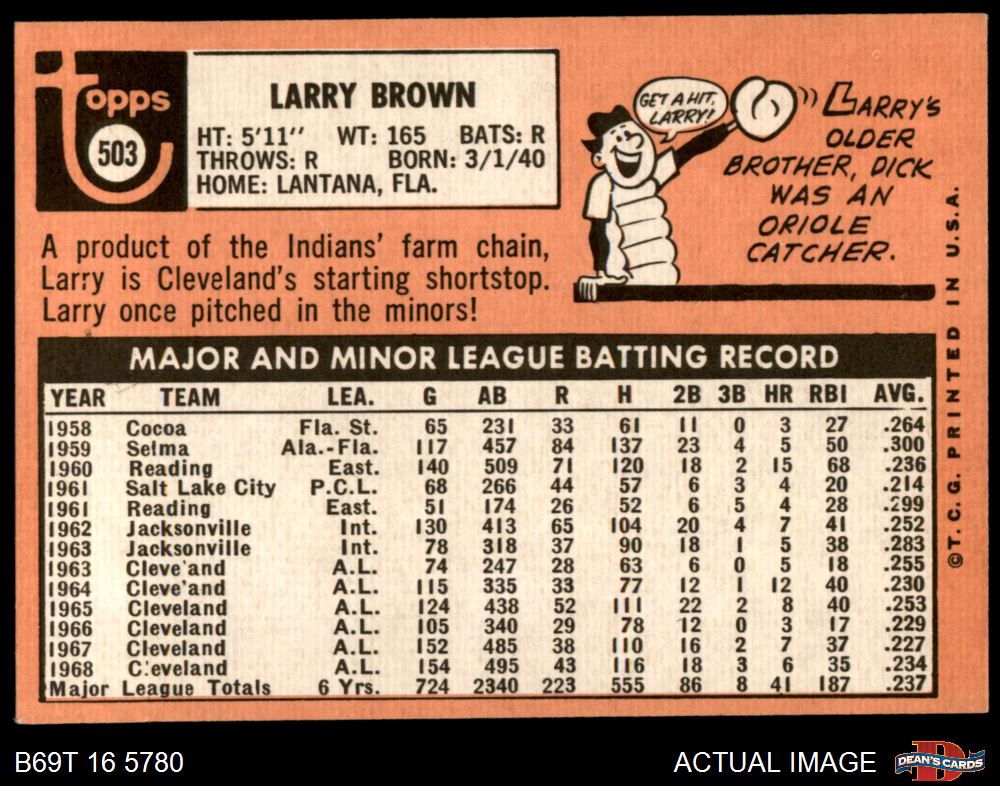 Topps
503
LARRY BROWN
HT: 5'11'' WT: 165 BATS: R
THROWS: R BORN: 3/1/40
HOME: LANTANA, FLA.
A product of the Indians' farm chain,
Larry is Cleveland's starting shortstop.
Larry once pitched in the minors!
GET A HIT,
LARRY!
LARRY'S
OLDER
BROTHER, DICK
WAS AN
ORIOLE
CATCHER.
MAJOR AND MINOR LEAGUE BATTING RECORD
YEAR TEAM LEA. G AB R H 2B 3B HR RBI AVG.
1958 Cocoa Fla. St. 65 231 33 61 11 0 3 27 .264
1959 Selma Ala.-Fla. 117 457 84 137 23 4 5 50 .300
1960 Reading East. 140 509 71 120 18 2 15 68 .236
1961 Salt Lake City P.C.L. 68 266 44 57 6 3 4 20 .214
1961 Reading East. 51 174 26 52 6 5 4 28 .299
1962 Jacksonville Int. 130 413 65 104 20 4 7 41 .252
1963 Jacksonville Int. 78 318 37 90 18 1 5 38 .283
1963 Cleve'and A.L. 74 247 28 63 6 0 5 18 .255
1964 Cleve'and A.L. 115 335 33 77 12 1 12 40 .230
1965 Cleveland A.L. 124 438 52 111 22 2 8 40 .253
1966 Cleveland A.L. 105 340 29 78 12 0 3 17 .229
1967 Cleveland A.L. 152 485 38 110 16 2 7 37 .227
1968 C'eveland A.L. 154 495 43 116 18 3 6 35 .234
Major League Totals 6 Yrs. 724 2340 223 555 86 8 41 187 .237
©T.C.G. PRINTED IN U.S.A.
B69T 16 5780
ACTUAL IMAGE
D
DEAN'S CARDS